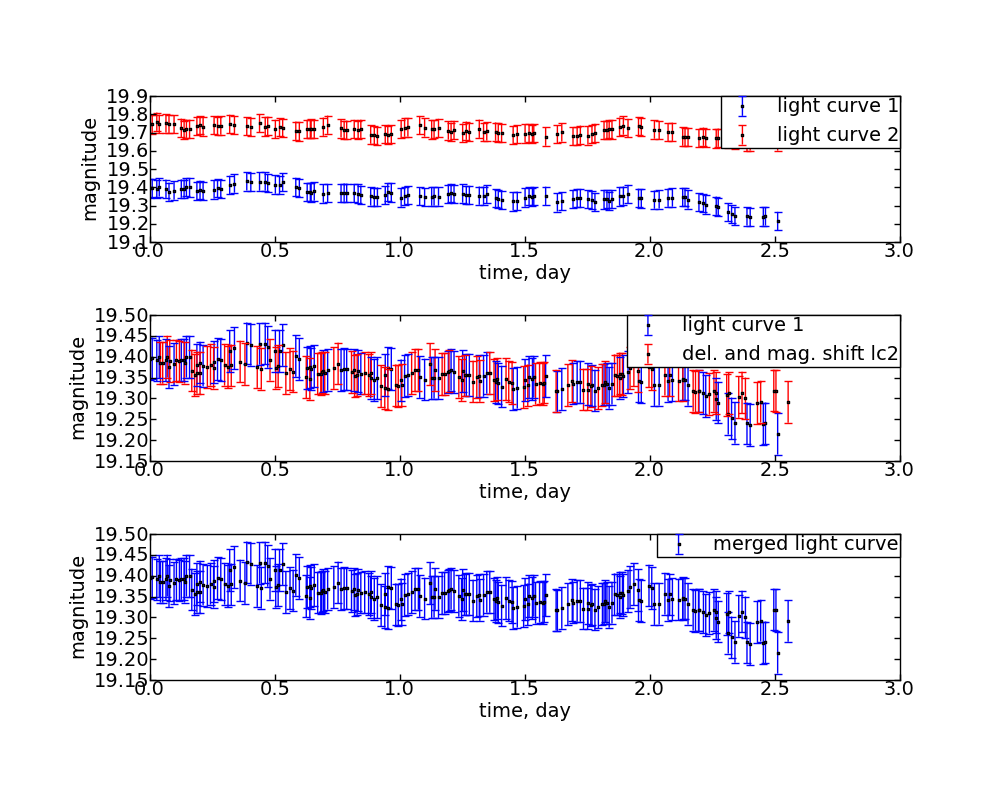 19.9
19.8
19.7
19.6
19.5
19.4
19.3
19.2
19.1
magnitude
light curve 1
light curve 2
0.0 0.5 1.0 1.5 2.0 2.5 3.0
time, day
19.50
19.45
19.40
19.35
19.30
19.25
19.20
19.15
magnitude
light curve 1
del. and mag. shift lc2
0.0 0.5 1.0 1.5 2.0 2.5 3.0
time, day
19.50
19.45
19.40
19.35
19.30
19.25
19.20
19.15
magnitude
merged light curve
0.0 0.5 1.0 1.5 2.0 2.5 3.0
time, day